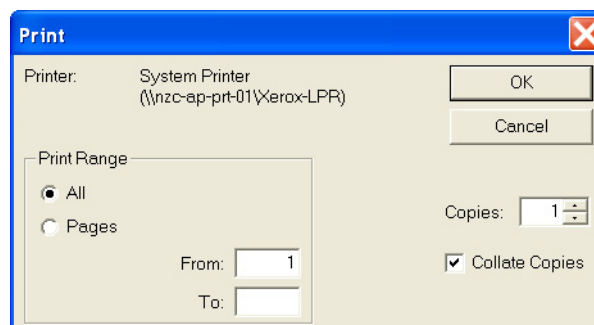 Print
Printer: System Printer
(\\nzc-ap-prt-01\Xerox-LPR)
OK
Cancel
Print Range
All
Pages
From: 1
To:
Copies: 1
Collate Copies